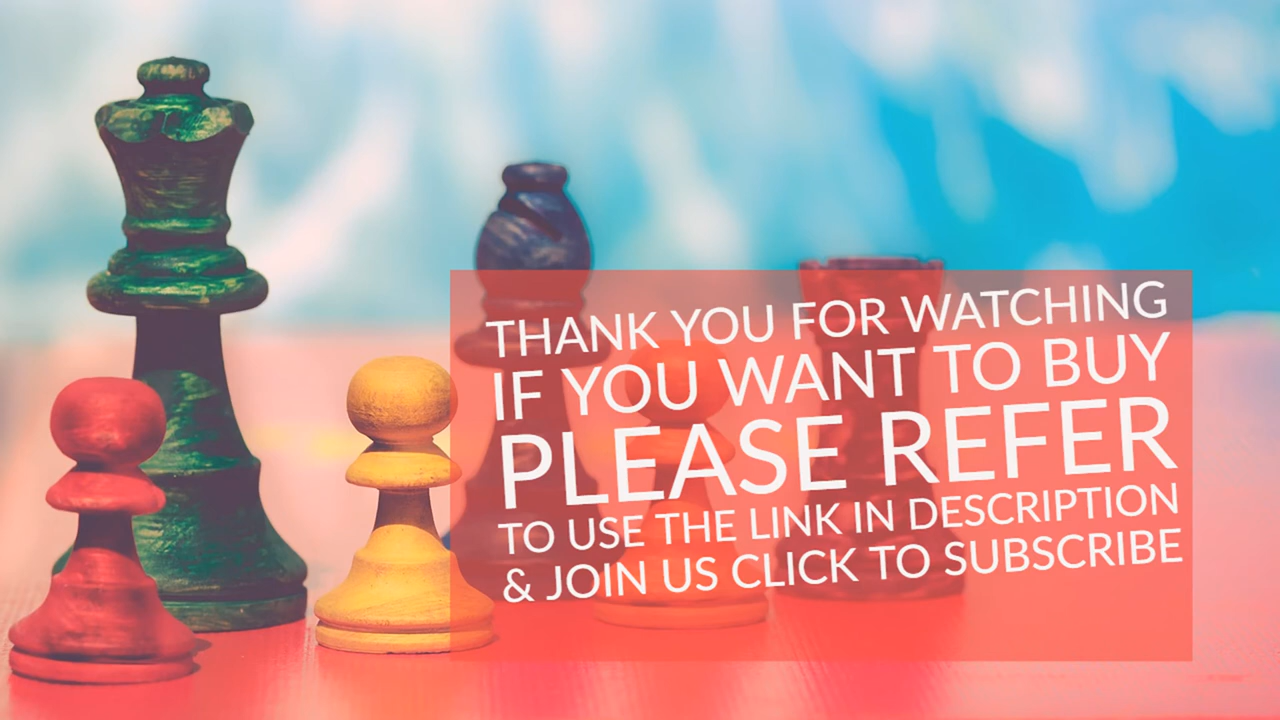 THANK YOU FOR WATCHING
IF YOU WANT TO BUY
PLEASE REFER
TO USE THE LINK IN DESCRIPTION
& JOIN US CLICK TO SUBSCRIBE